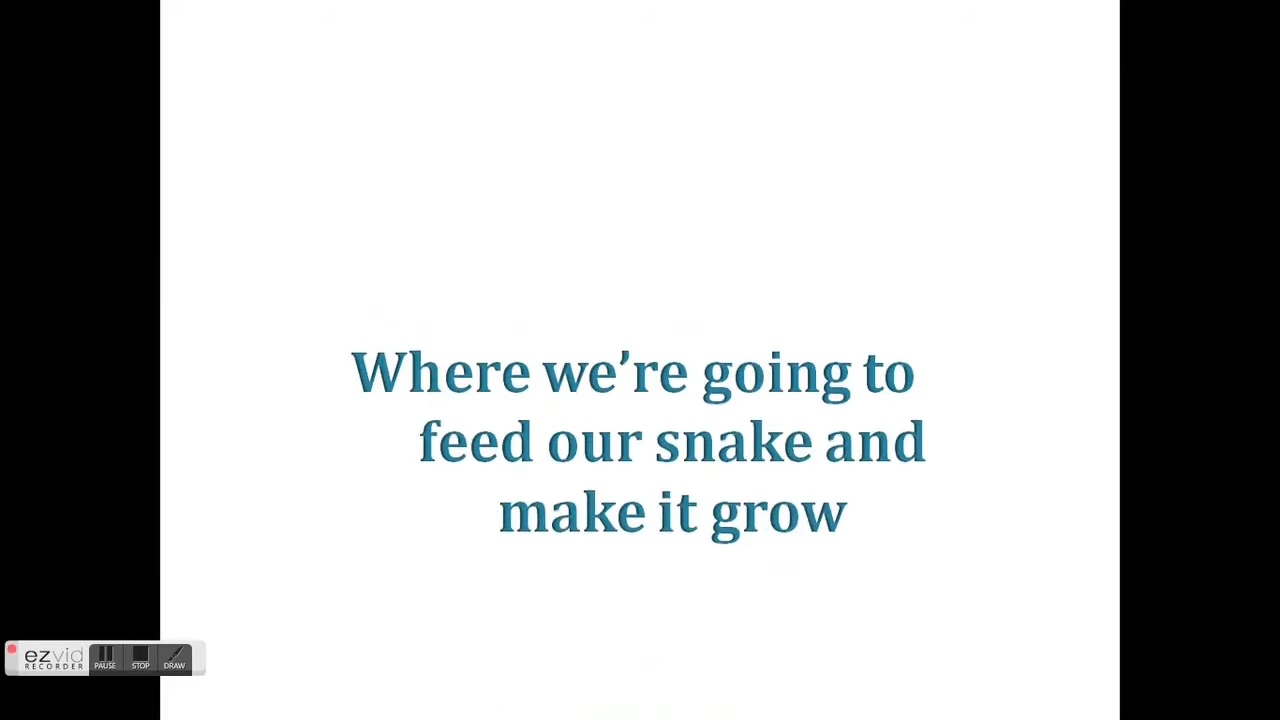 Where we’re going to
feed our snake and
make it grow
ezvid
RECORDER
PAUSE
STOP
DRAW